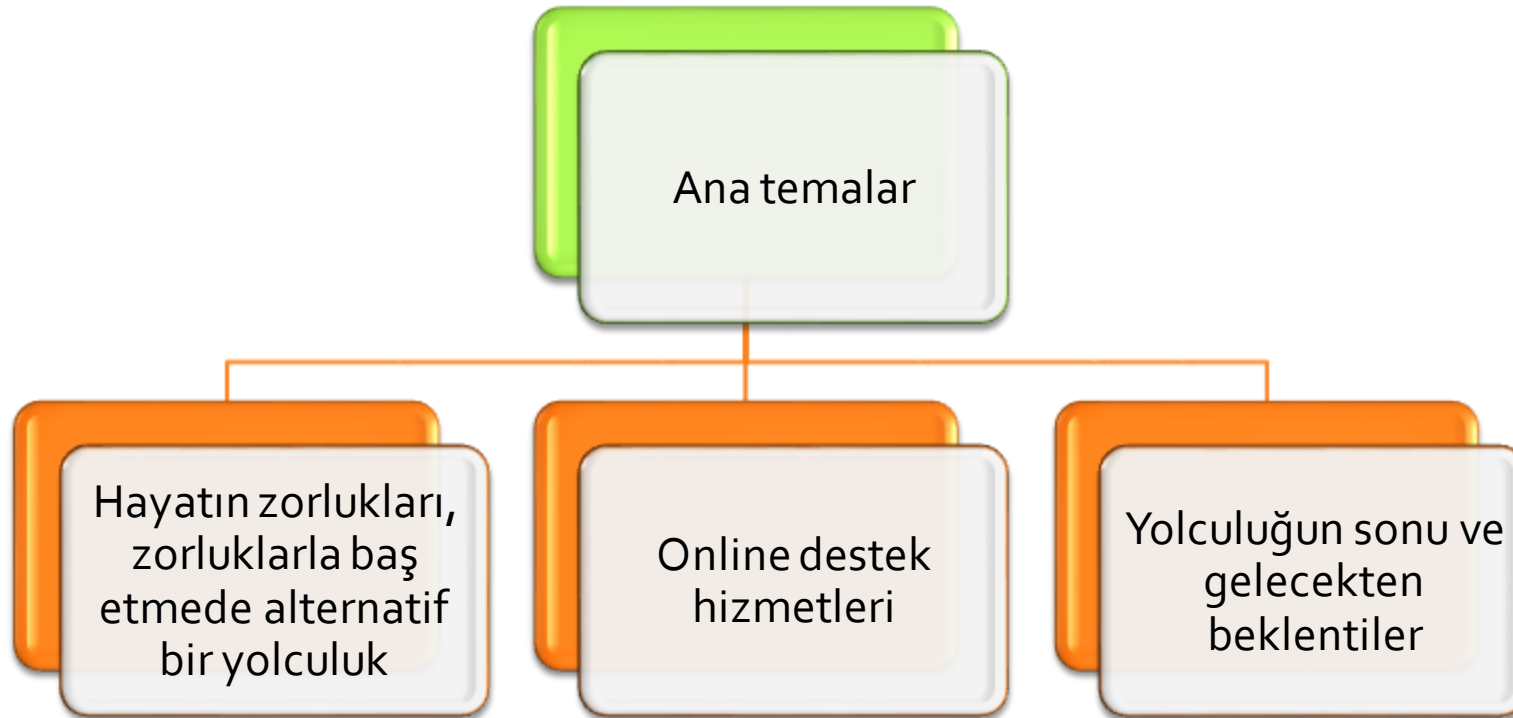 Ana temalar
Hayatın zorlukları,
zorluklarla baş
etmede alternatif
bir yolculuk
Online destek
hizmetleri
Yolculuğun sonu ve
gelecekten
beklentiler